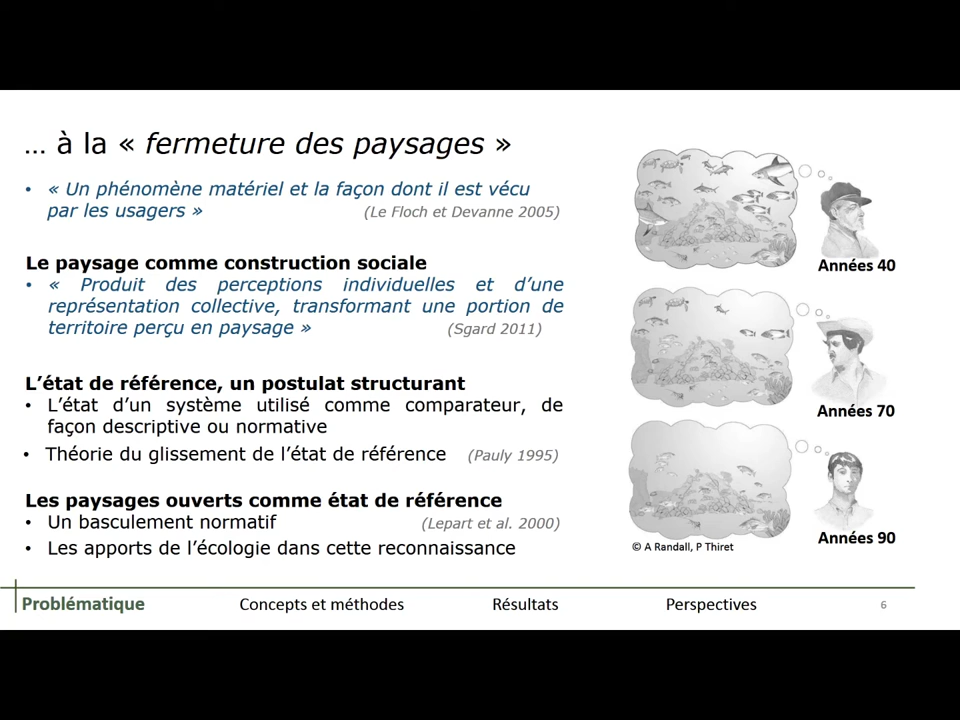 … à la « fermeture des paysages »
• « Un phénomène matériel et la façon dont il est vécu
par les usagers » (Le Floch et Devanne 2005)
Le paysage comme construction sociale
• « Produit des perceptions individuelles et d’une
représentation collective, transformant une portion de
territoire perçu en paysage » (Sgard 2011)
L’état de référence, un postulat structurant
• L’état d’un système utilisé comme comparateur, de
façon descriptive ou normative
• Théorie du glissement de l’état de référence (Pauly 1995)
Les paysages ouverts comme état de référence
• Un basculement normatif (Lepart et al. 2000)
• Les apports de l’écologie dans cette reconnaissance
Années 40
Années 70
Années 90
© A Randall, P Thiret
Problématique Concepts et méthodes Résultats Perspectives 6